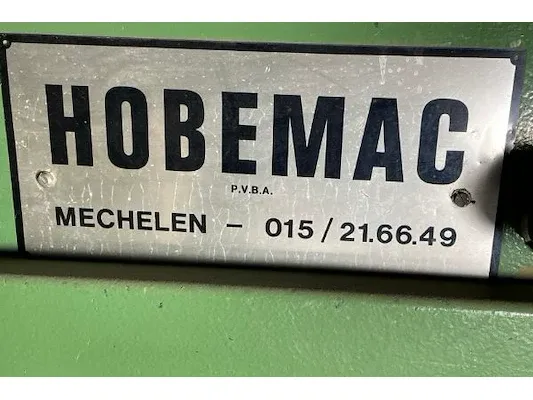 HOBEMAC
P.V.B.A.
MECHELEN – 015 / 21.66.49